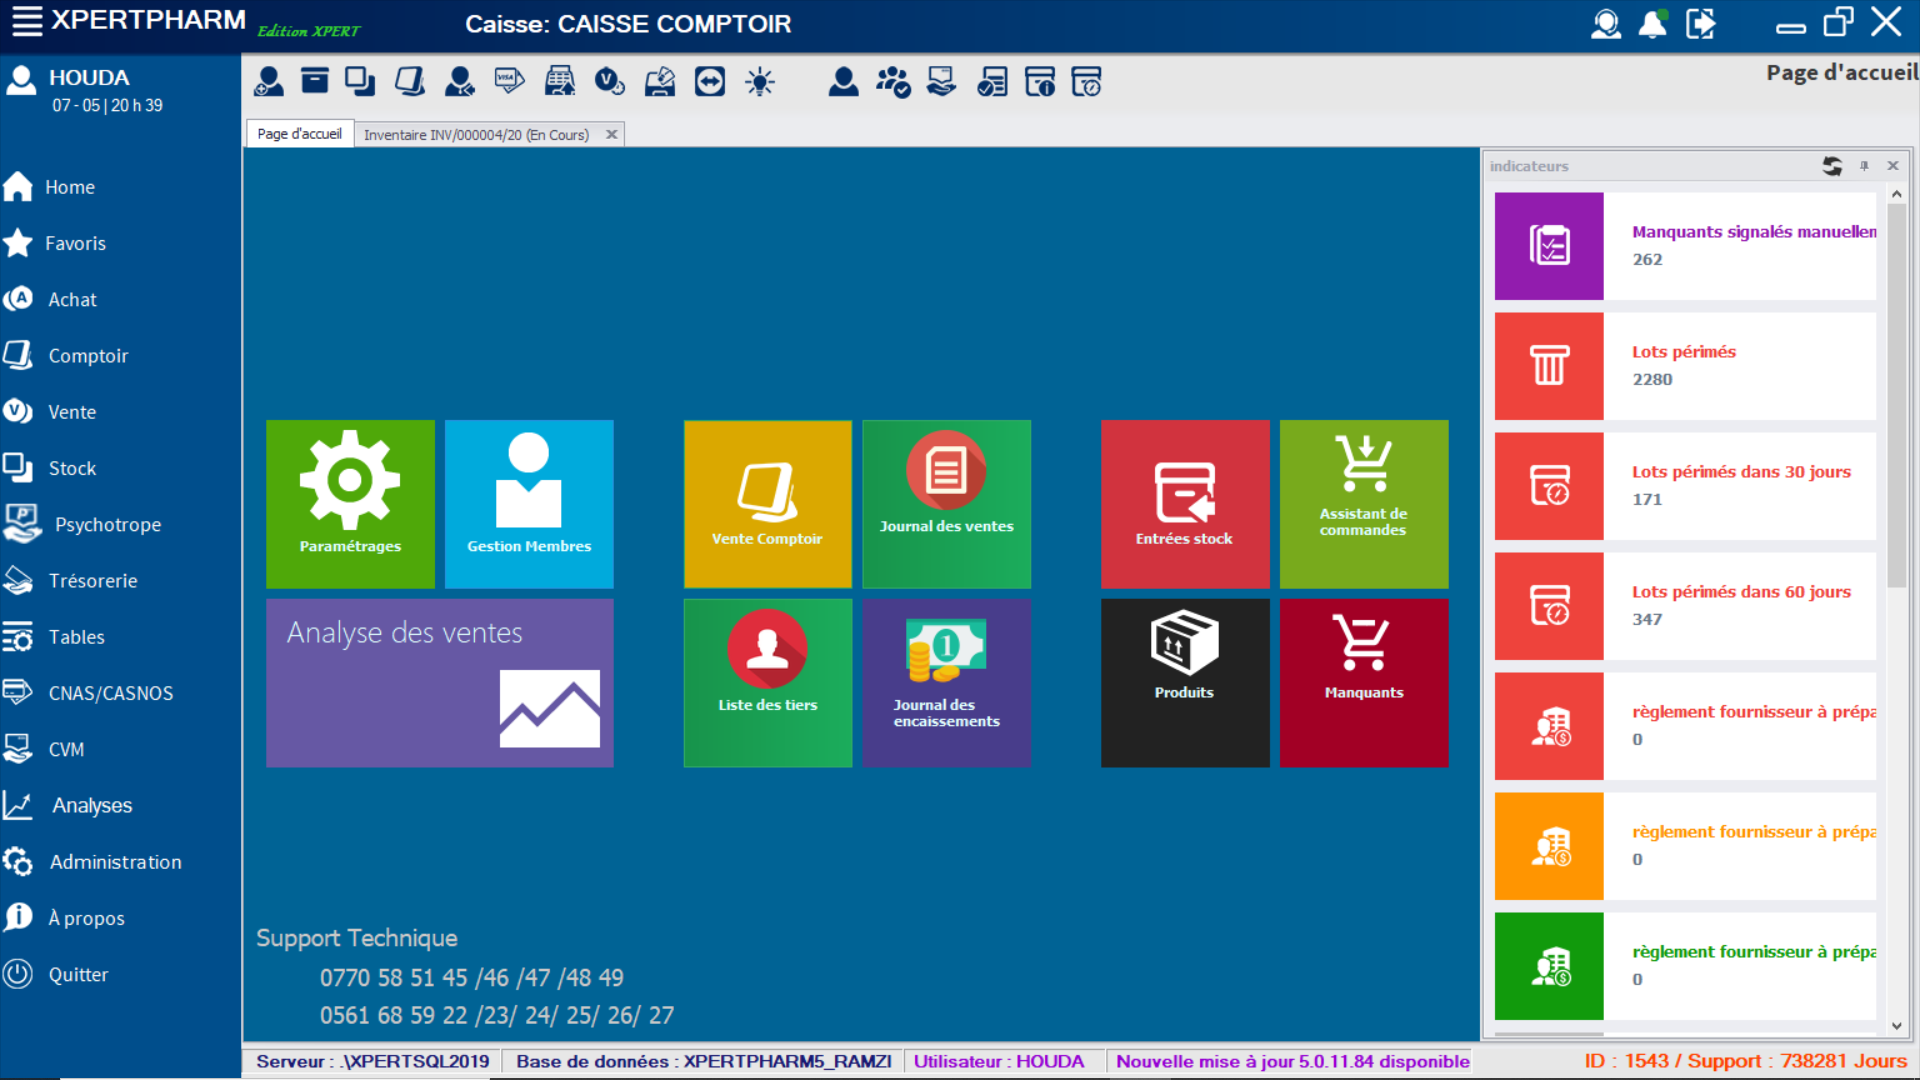 XPERTPHARM Edition XPERT
Caisse: CAISSE COMPTOIR
HOUDA
07 - 05 | 20 h 39
Page d'accueil
Page d'accueil
Inventaire INV/000004/20 (En Cours)
Home
Favoris
Achat
Comptoir
Vente
Stock
Psychotrope
Trésorerie
Tables
CNAS/CASNOS
CVM
Analyses
Administration
À propos
Quitter
Paramétrages
Gestion Membres
Vente Comptoir
Journal des ventes
Entrées stock
Assistant de
commandes
Analyse des ventes
Liste des tiers
Journal des
encaissements
Produits
Manquants
Support Technique
0770 58 51 45 /46 /47 /48 49
0561 68 59 22 /23/ 24/ 25/ 26/ 27
indicateurs
Manquants signalés manuellem
262
Lots périmés
2280
Lots périmés dans 30 jours
171
Lots périmés dans 60 jours
347
règlement fournisseur à prépa
0
règlement fournisseur à prépa
0
règlement fournisseur à prépa
0
Serveur : .\XPERTSQL2019
Base de données : XPERTPHARM5_RAMZI
Utilisateur : HOUDA
Nouvelle mise à jour 5.0.11.84 disponible
ID : 1543 / Support : 738281 Jours